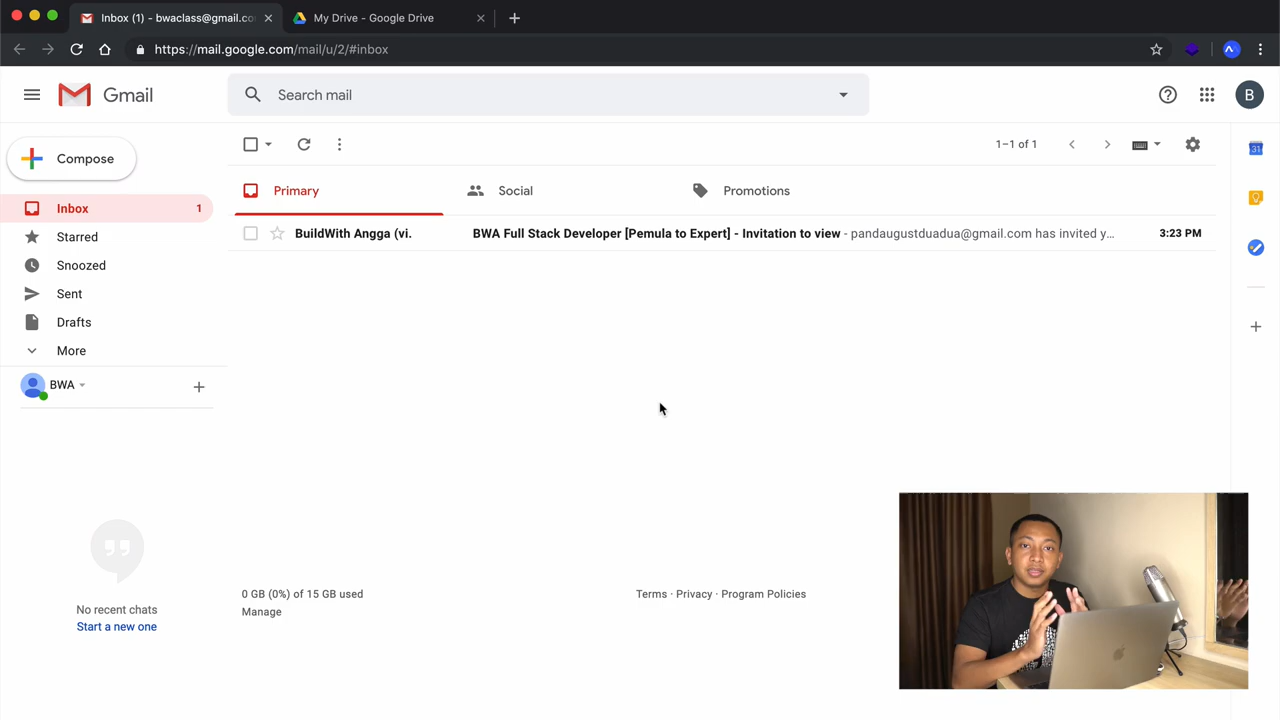 Inbox (1) - bwaclass@gmail.co
My Drive - Google Drive
https://mail.google.com/mail/u/2/#inbox
Gmail
Search mail
B
Compose
1–1 of 1
31
Primary
Social
Promotions
Inbox 1
BuildWith Angga (vi.
BWA Full Stack Developer [Pemula to Expert] - Invitation to view - pandaugustduadua@gmail.com has invited y…
3:23 PM
Starred
Snoozed
Sent
Drafts
More
BWA
No recent chats
Start a new one
0 GB (0%) of 15 GB used
Manage
Terms · Privacy · Program Policies